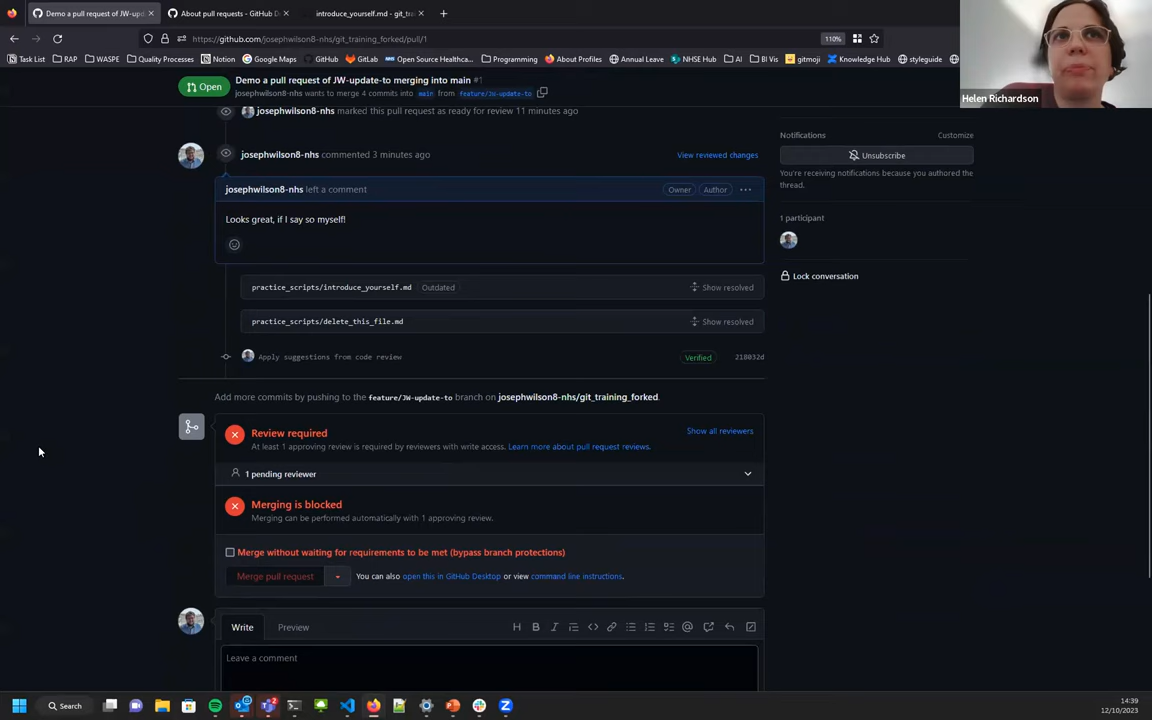 Demo a pull request of JW-up
About pull requests - GitHub D
introduce_yourself.md - git_tra
https://github.com/josephwilson8-nhs/git_training_forked/pull/1
110%
Task List RAP WASPE Quality Processes Notion Google Maps GitHub GitLab Open Source Healthca... Programming About Profiles Annual Leave NHSE Hub AI BI Vis gitmoji Knowledge Hub styleguide
Helen Richardson
Open
Demo a pull request of JW-update-to merging into main #1
josephwilson8-nhs wants to merge 4 commits into main from feature/JW-update-to
josephwilson8-nhs marked this pull request as ready for review 11 minutes ago
josephwilson8-nhs commented 3 minutes ago
View reviewed changes
josephwilson8-nhs left a comment
Owner Author
Looks great, if I say so myself!
practice_scripts/introduce_yourself.md Outdated
Show resolved
practice_scripts/delete_this_file.md
Show resolved
Apply suggestions from code review
Verified 218032d
Add more commits by pushing to the feature/JW-update-to branch on josephwilson8-nhs/git_training_forked.
Review required
Show all reviewers
At least 1 approving review is required by reviewers with write access. Learn more about pull request reviews.
1 pending reviewer
Merging is blocked
Merging can be performed automatically with 1 approving review.
Merge without waiting for requirements to be met (bypass branch protections)
Merge pull request You can also open this in GitHub Desktop or view command line instructions.
Write Preview
Leave a comment
Notifications Customize
Unsubscribe
You're receiving notifications because you authored the
thread.
1 participant
Lock conversation
Search
14:39
12/10/2023